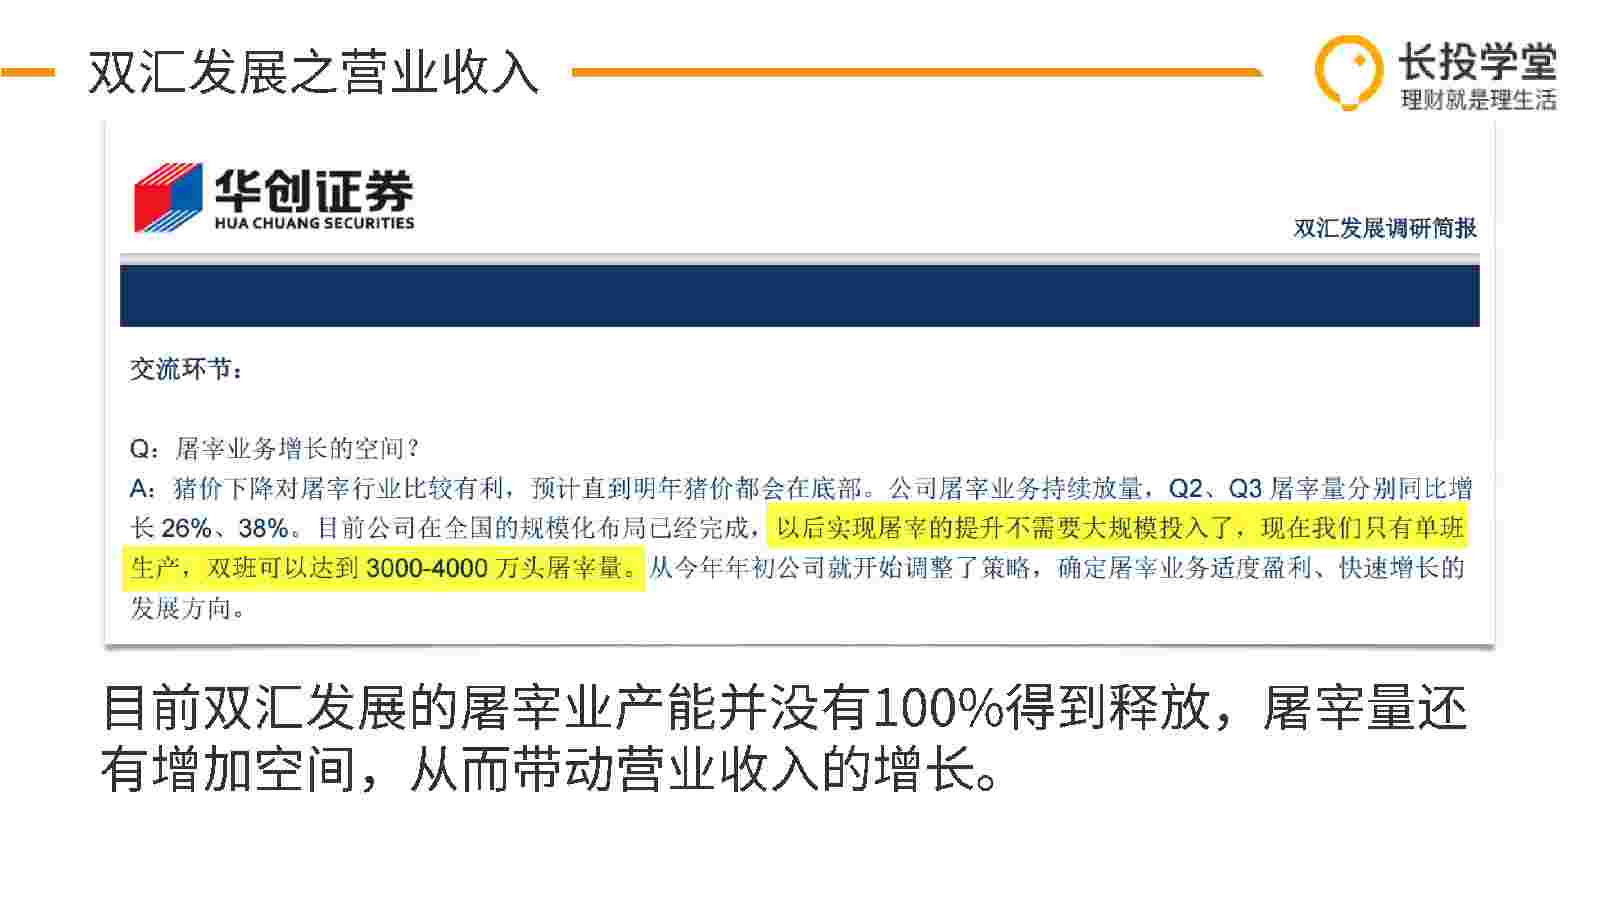 双汇发展之营业收入
长投学堂
理财就是理生活
华创证券
HUA CHUANG SECURITIES
双汇发展调研简报
交流环节：
Q：屠宰业务增长的空间？
A：猪价下降对屠宰行业比较有利，预计直到明年猪价都会在底部。公司屠宰业务持续放量，Q2、Q3 屠宰量分别同比增
长 26%、38%。目前公司在全国的规模化布局已经完成，以后实现屠宰的提升不需要大规模投入了，现在我们只有单班
生产，双班可以达到 3000-4000 万头屠宰量。从今年年初公司就开始调整了策略，确定屠宰业务适度盈利、快速增长的
发展方向。
目前双汇发展的屠宰业产能并没有100%得到释放，屠宰量还
有增加空间，从而带动营业收入的增长。